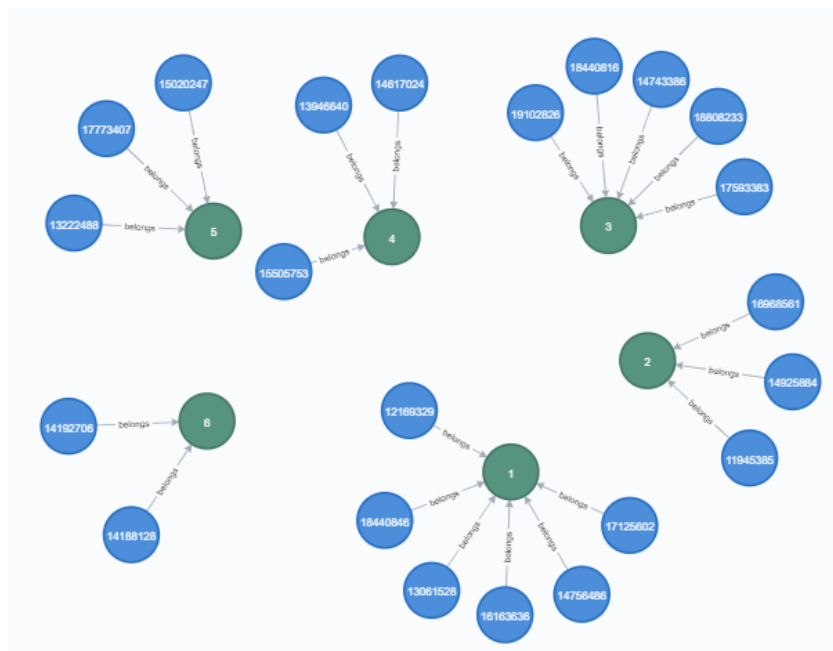 15020247
17773407
13222488
belongs
belongs
belongs
5
13946640
14617024
15505753
belongs
belongs
belongs
4
19102826
18440816
14743386
18808233
17593383
belongs
belongs
belongs
belongs
belongs
3
16968561
14925884
11945385
belongs
belongs
belongs
2
14192706
14188128
belongs
belongs
6
12169329
18440846
13061528
16163636
14756486
17125602
belongs
belongs
belongs
belongs
belongs
belongs
1